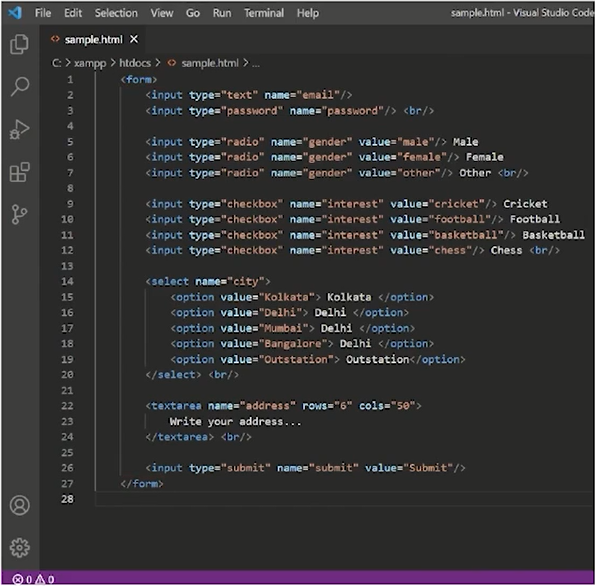 File Edit Selection View Go Run Terminal Help sample.html - Visual Studio Code
sample.html ×
C: > xampp > htdocs > sample.html > ...
1 <form>
2 <input type="text" name="email"/>
3 <input type="password" name="password"/> <br/>
4
5 <input type="radio" name="gender" value="male"/> Male
6 <input type="radio" name="gender" value="female"/> Female
7 <input type="radio" name="gender" value="other"/> Other <br/>
8
9 <input type="checkbox" name="interest" value="cricket"/> Cricket
10 <input type="checkbox" name="interest" value="football"/> Football
11 <input type="checkbox" name="interest" value="basketball"/> Basketball
12 <input type="checkbox" name="interest" value="chess"/> Chess <br/>
13
14 <select name="city">
15 <option value="Kolkata"> Kolkata </option>
16 <option value="Delhi"> Delhi </option>
17 <option value="Mumbai"> Delhi </option>
18 <option value="Bangalore"> Delhi </option>
19 <option value="Outstation"> Outstation</option>
20 </select> <br/>
21
22 <textarea name="address" rows="6" cols="50">
23 Write your address...
24 </textarea> <br/>
25
26 <input type="submit" name="submit" value="Submit"/>
27 </form>
28
0 0